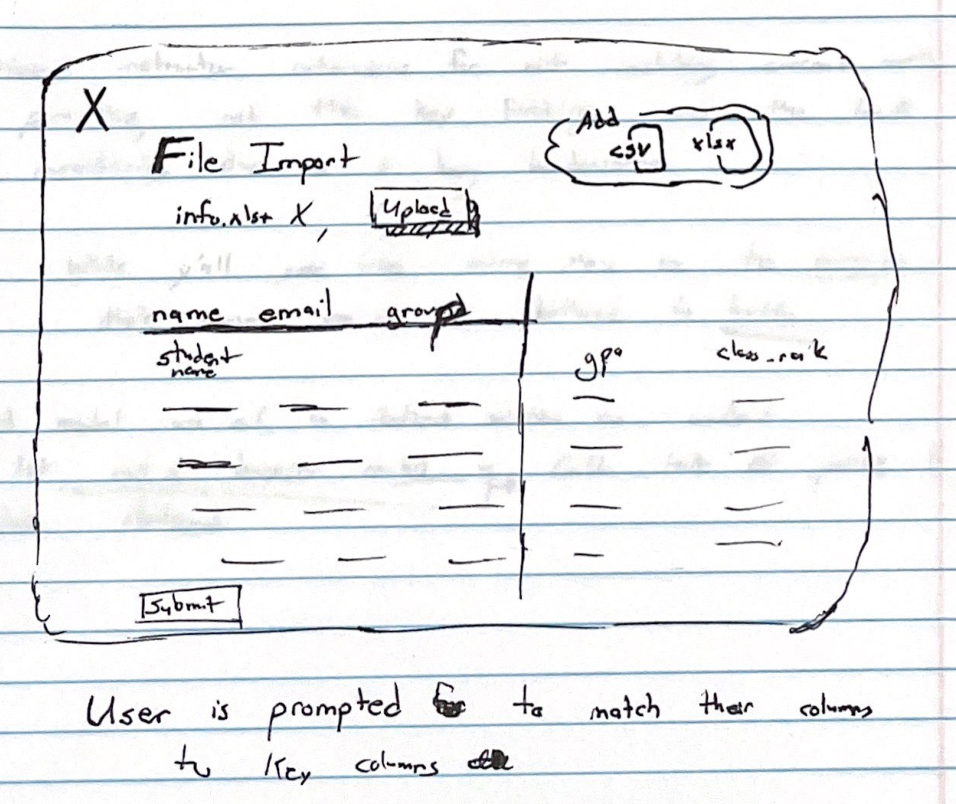 X
File Import
Add
csv xlsx
info.xlsx X,
Upload
name email group
student
name
gpa class_rank
Submit
User is prompted to match their columns
to key columns